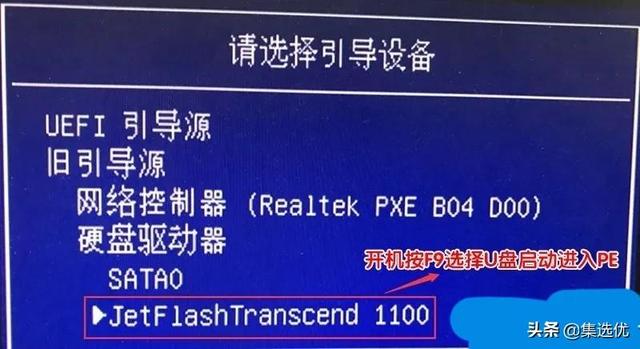 请选择引导设备
UEFI 引导源
旧引导源
网络控制器 (Realtek PXE B04 D00)
硬盘驱动器
开机按F9选择U盘启动进入PE
SATA0
▶JetFlashTranscend 1100
头条 @集选优